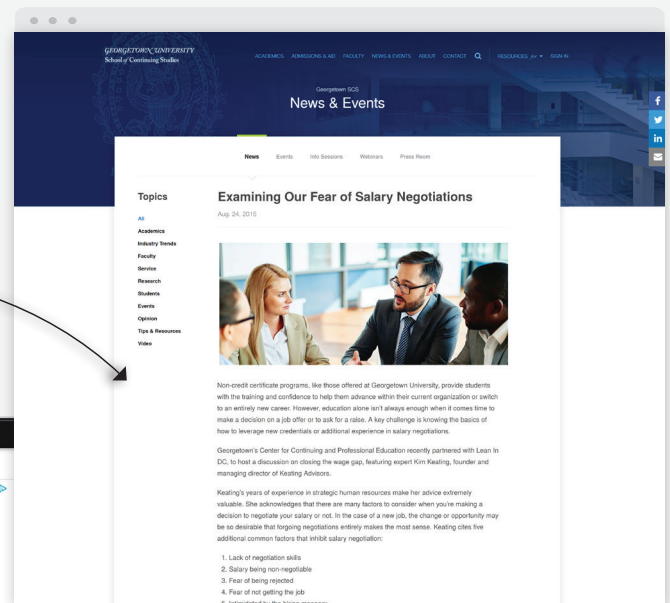 GEORGETOWN UNIVERSITY
School of Continuing Studies
ACADEMICS ADMISSIONS & AID FACULTY NEWS & EVENTS ABOUT CONTACT RESOURCES for SIGN IN
Georgetown SCS
News & Events
News Events Info Sessions Webinars Press Room
Topics
All
Academics
Industry Trends
Faculty
Service
Research
Students
Events
Opinion
Tips & Resources
Video
Examining Our Fear of Salary Negotiations
Aug. 24, 2015
Non-credit certificate programs, like those offered at Georgetown University, provide students
with the training and confidence to help them advance within their current organization or switch
to an entirely new career. However, education alone isn't always enough when it comes time to
make a decision on a job offer or to ask for a raise. A key challenge is knowing the basics of
how to leverage new credentials or additional experience in salary negotiations.
Georgetown's Center for Continuing and Professional Education recently partnered with Lean In
DC, to host a discussion on closing the wage gap, featuring expert Kim Keating, founder and
managing director of Keating Advisors.
Keating's years of experience in strategic human resources make her advice extremely
valuable. She acknowledges that there are many factors to consider when you're making a
decision to negotiate your salary or not. In the case of a new job, the change or opportunity may
be so desirable that forgoing negotiations entirely makes the most sense. Keating cites five
additional common factors that inhibit salary negotiation:
1. Lack of negotiation skills
2. Salary being non-negotiable
3. Fear of being rejected
4. Fear of not getting the job
5. Intimidated by the hiring manager